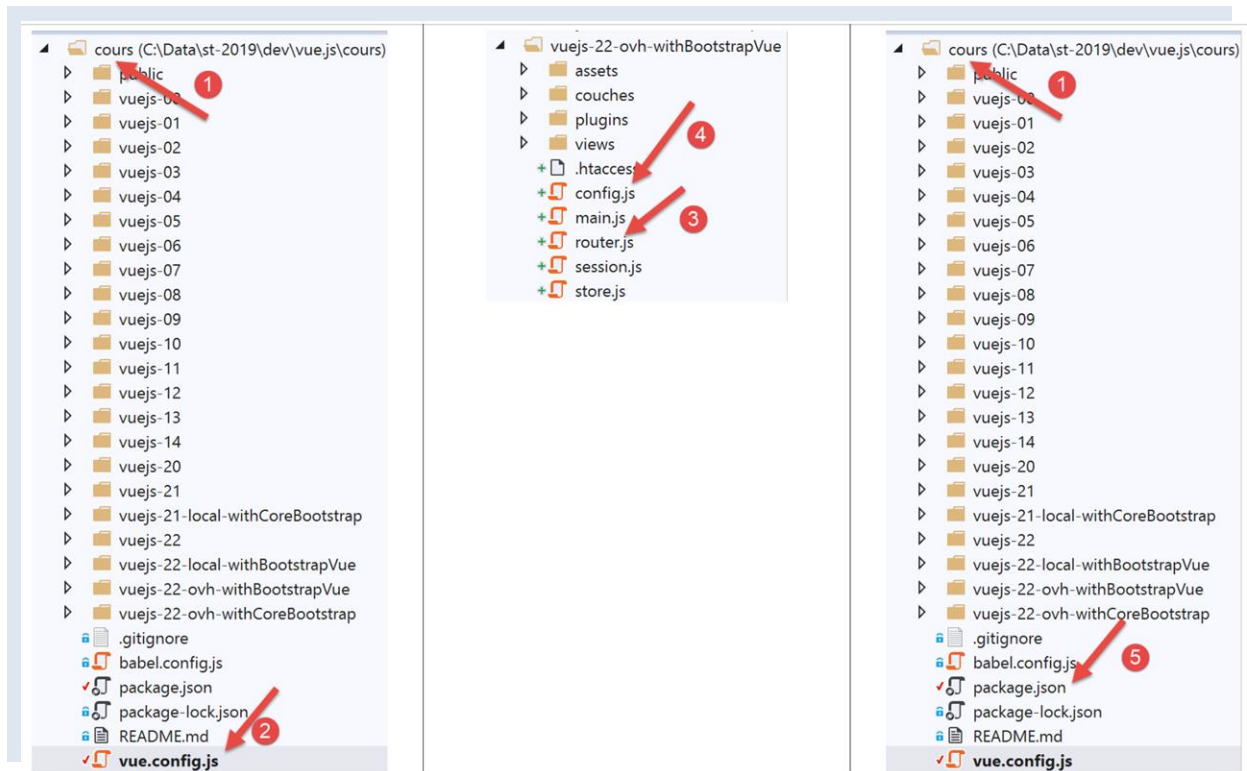 cours (C:\Data\st-2019\dev\vue.js\cours)
public
1
vuejs-00
vuejs-01
vuejs-02
vuejs-03
vuejs-04
vuejs-05
vuejs-06
vuejs-07
vuejs-08
vuejs-09
vuejs-10
vuejs-11
vuejs-12
vuejs-13
vuejs-14
vuejs-20
vuejs-21
vuejs-21-local-withCoreBootstrap
vuejs-22
vuejs-22-local-withBootstrapVue
vuejs-22-ovh-withBootstrapVue
vuejs-22-ovh-withCoreBootstrap
.gitignore
babel.config.js
package.json
package-lock.json
README.md
2
vue.config.js
vuejs-22-ovh-withBootstrapVue
assets
couches
plugins
4
views
.htaccess
config.js
main.js
3
router.js
session.js
store.js
cours (C:\Data\st-2019\dev\vue.js\cours)
public
1
vuejs-00
vuejs-01
vuejs-02
vuejs-03
vuejs-04
vuejs-05
vuejs-06
vuejs-07
vuejs-08
vuejs-09
vuejs-10
vuejs-11
vuejs-12
vuejs-13
vuejs-14
vuejs-20
vuejs-21
vuejs-21-local-withCoreBootstrap
vuejs-22
vuejs-22-local-withBootstrapVue
vuejs-22-ovh-withBootstrapVue
vuejs-22-ovh-withCoreBootstrap
.gitignore
babel.config.js
5
package.json
package-lock.json
README.md
vue.config.js